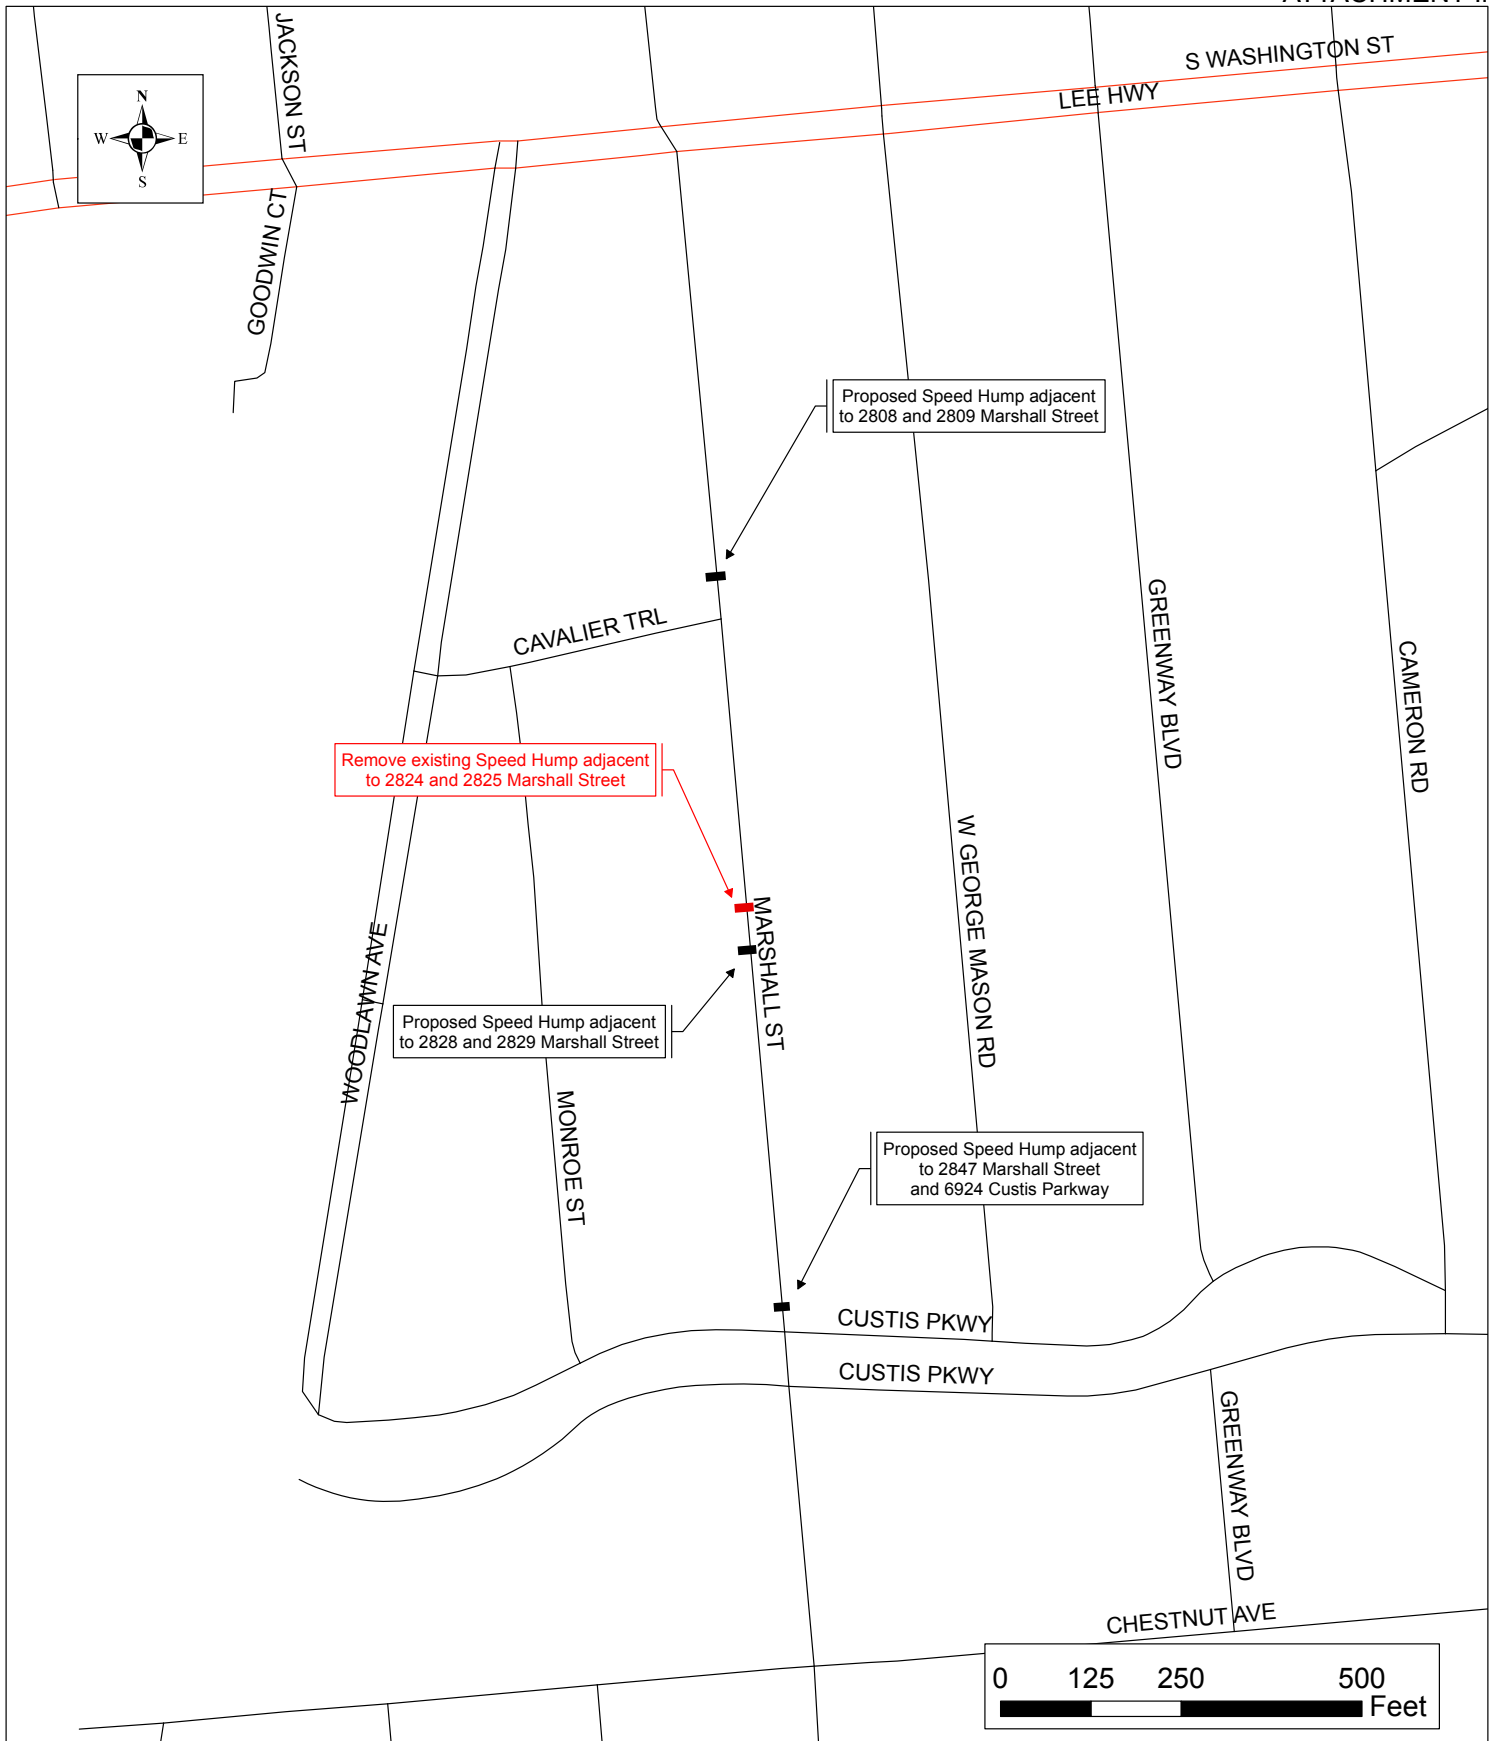 S WASHINGTON ST
LEE HWY
JACKSON ST
N
W
E
S
GOODWIN CT
Proposed Speed Hump adjacent
to 2808 and 2809 Marshall Street
CAVALIER TRL
GREENWAY BLVD
CAMERON RD
Remove existing Speed Hump adjacent
to 2824 and 2825 Marshall Street
W GEORGE MASON RD
MARSHALL ST
WOODLAWN AVE
Proposed Speed Hump adjacent
to 2828 and 2829 Marshall Street
MONROE ST
Proposed Speed Hump adjacent
to 2847 Marshall Street
and 6924 Custis Parkway
CUSTIS PKWY
CUSTIS PKWY
GREENWAY BLVD
CHESTNUT AVE
0 125 250 500
Feet